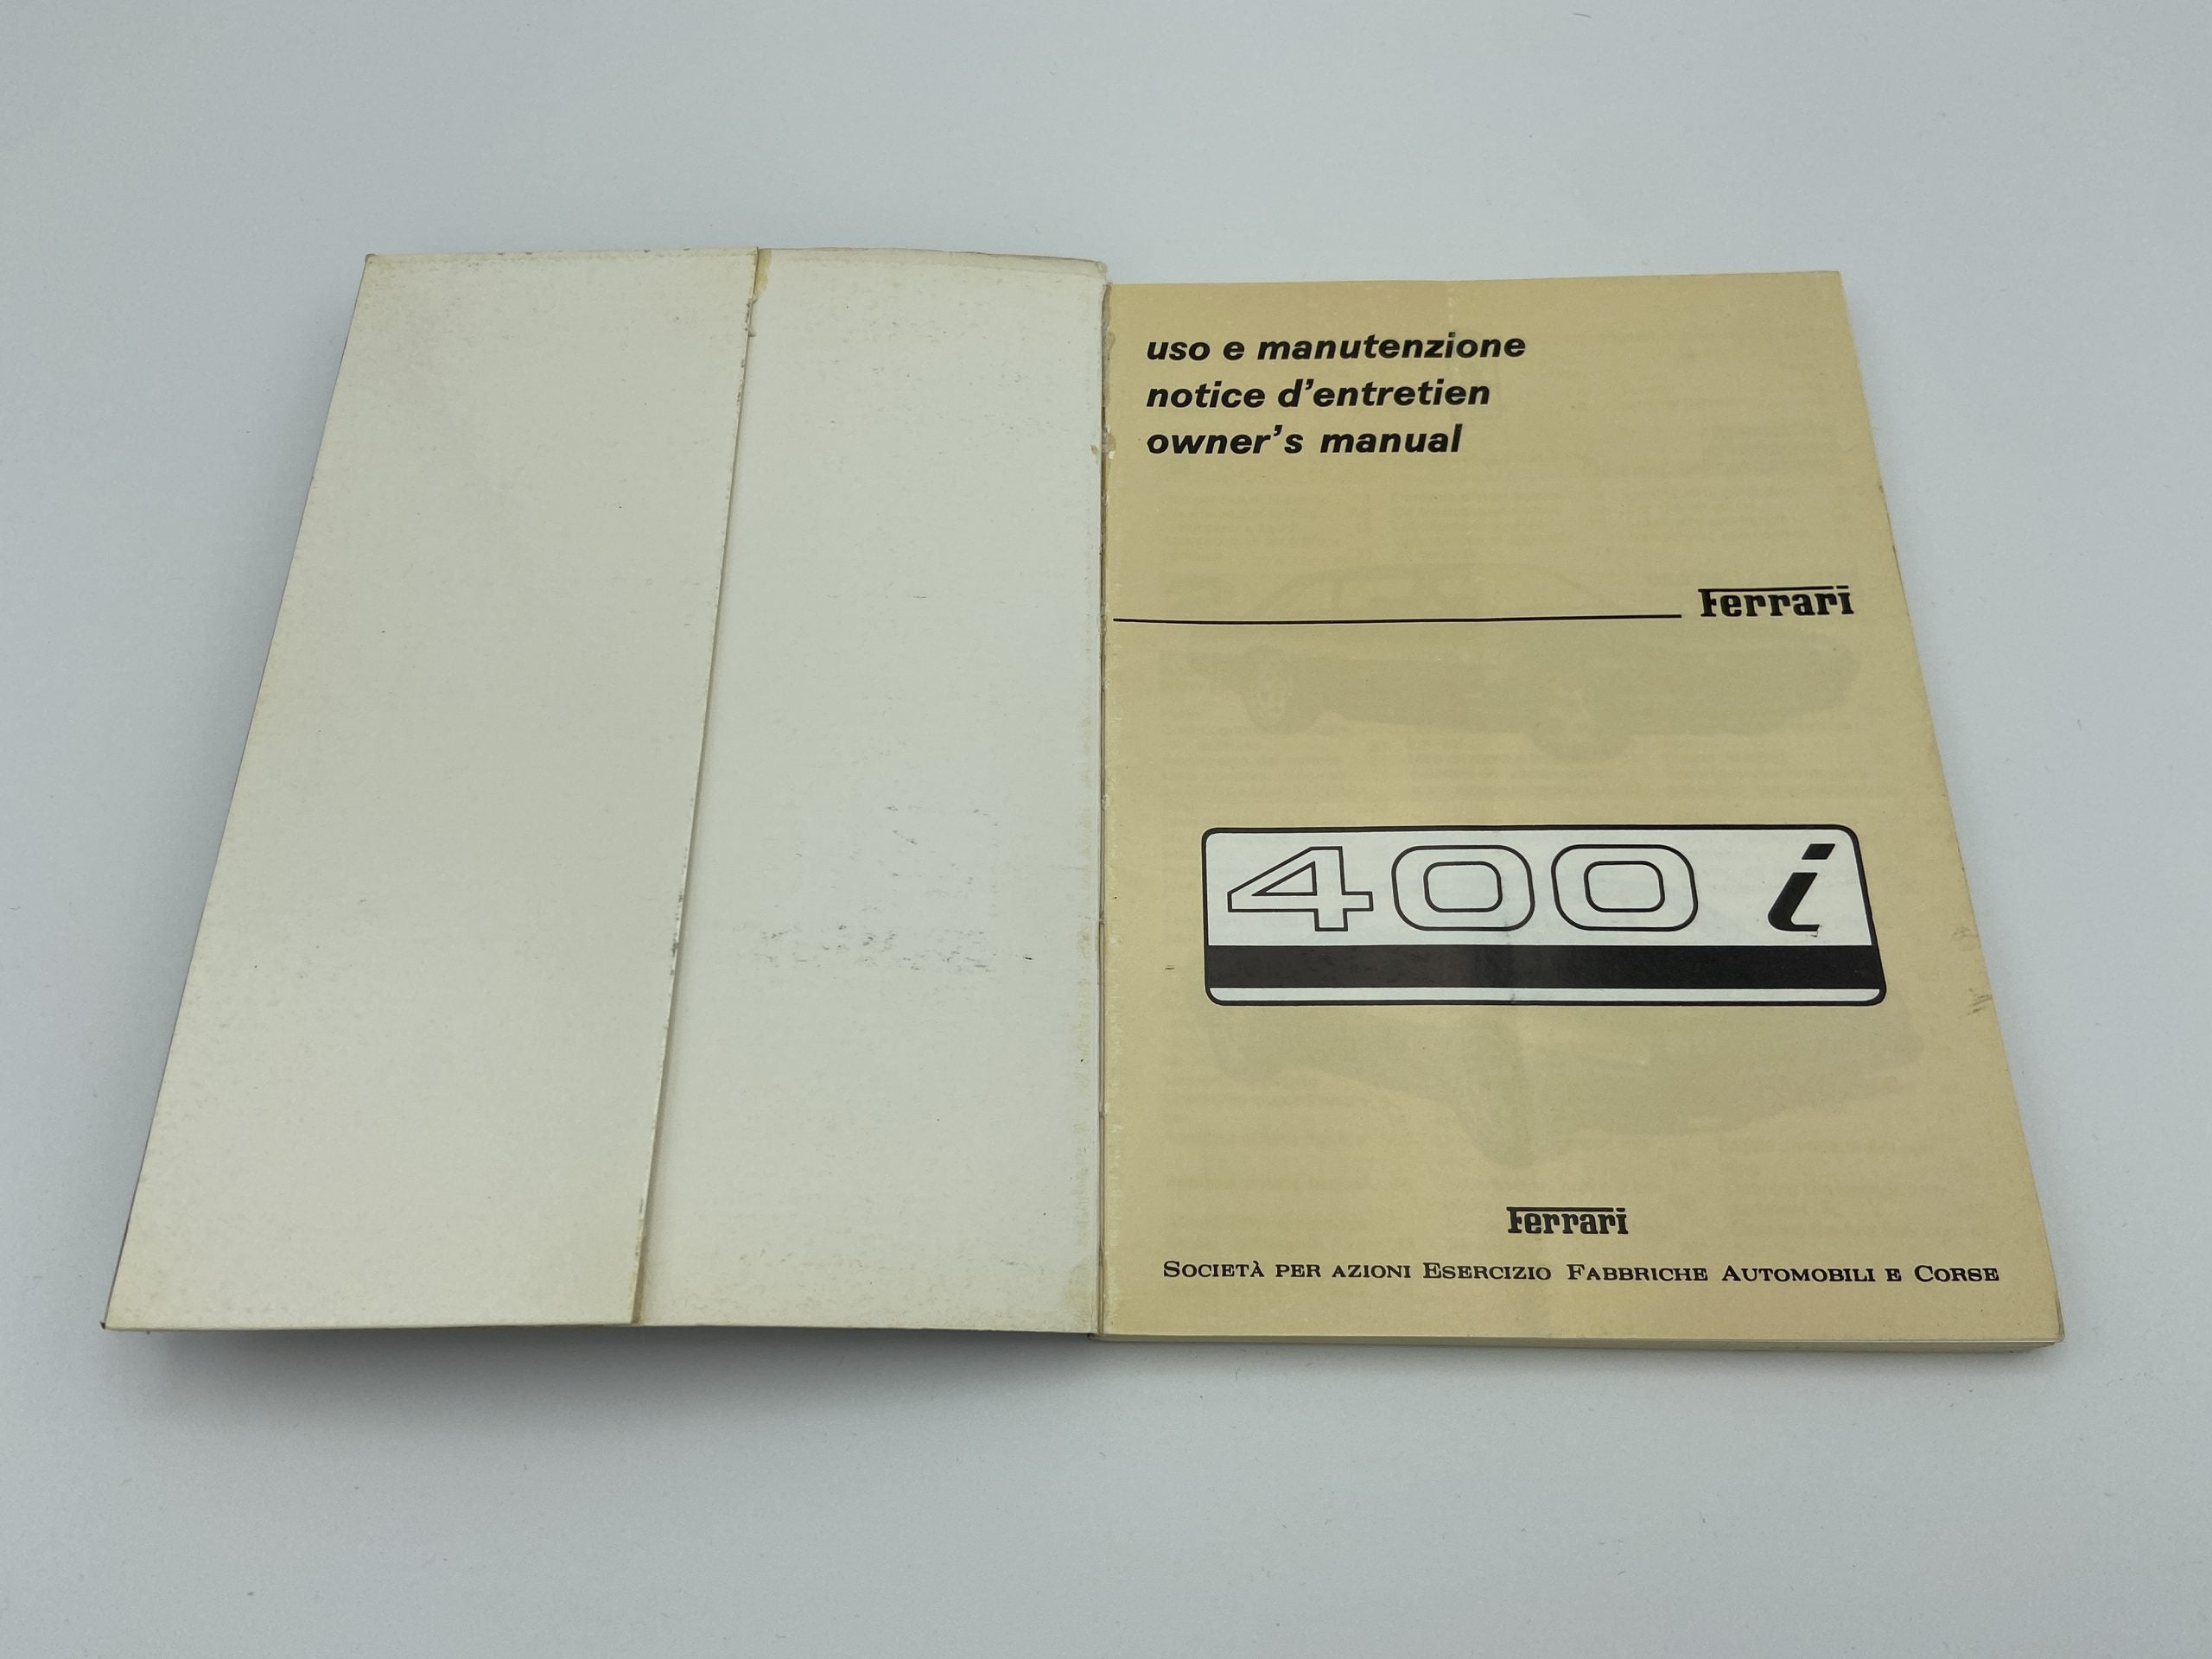 uso e manutenzione
notice d'entretien
owner's manual
Ferrari
400 i
Ferrari
Società per azioni Esercizio Fabbriche Automobili e Corse